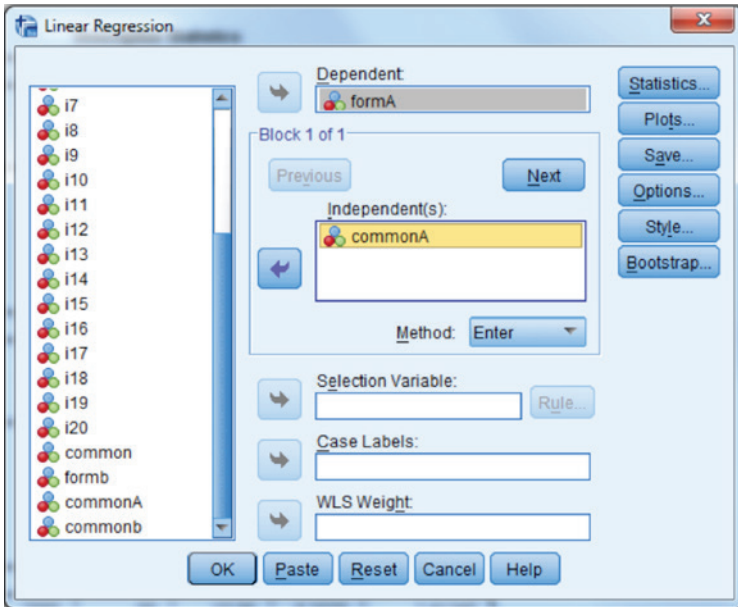 Linear Regression
i7
i8
i9
i10
i11
i12
i13
i14
i15
i16
i17
i18
i19
i20
common
formb
commonA
commonb
Dependent:
formA
Block 1 of 1
Previous
Next
Independent(s):
commonA
Method: Enter
Selection Variable:
Rule...
Case Labels:
WLS Weight:
Statistics...
Plots...
Save...
Options...
Style...
Bootstrap...
OK Paste Reset Cancel Help